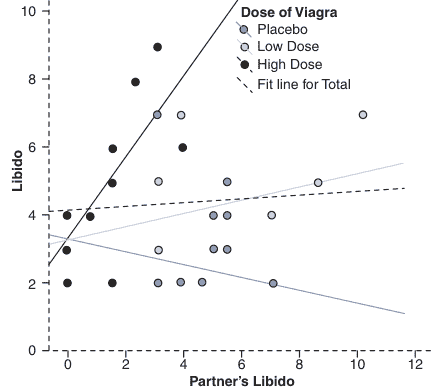 Dose of Viagra
Placebo
Low Dose
High Dose
Fit line for Total
10
8
6
4
2
0
Libido
0 2 4 6 8 10 12
Partner's Libido